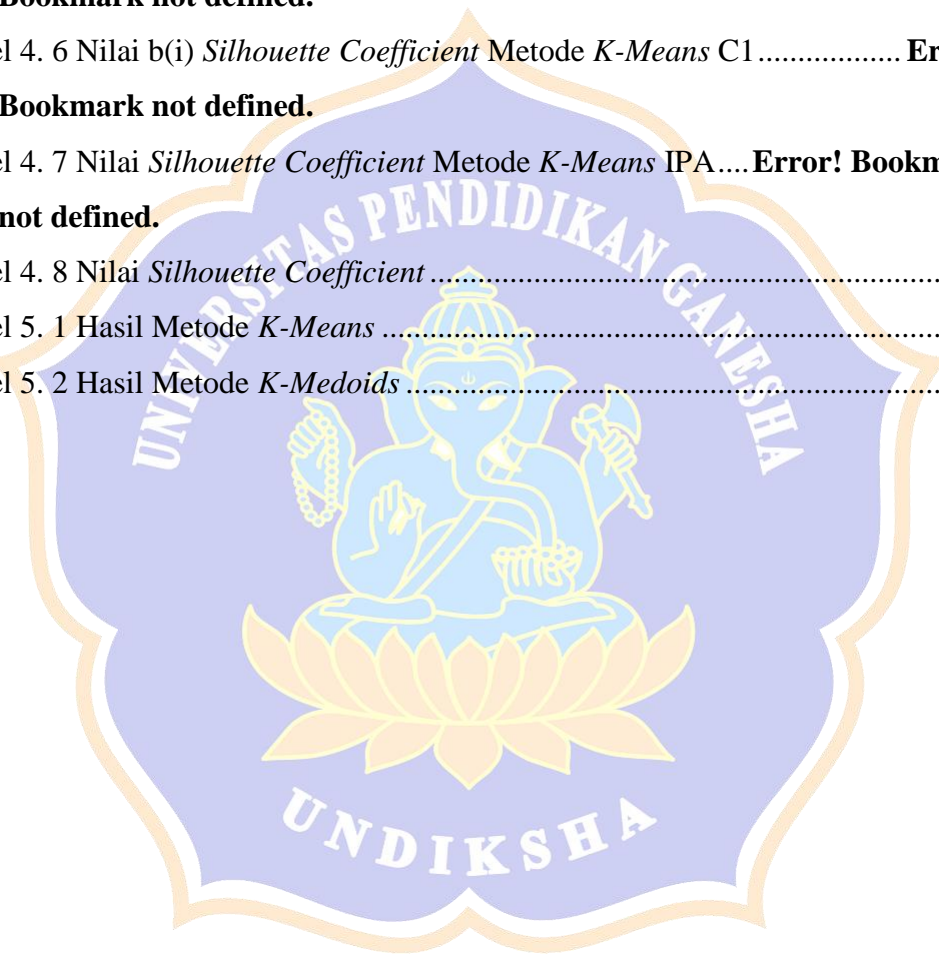 Bookmark not defined.
el 4. 6 Nilai b(i) Silhouette Coefficient Metode K-Means C1.................. Er
Bookmark not defined.
el 4. 7 Nilai Silhouette Coefficient Metode K-Means IPA....Error! Bookm
not defined.
el 4. 8 Nilai Silhouette Coefficient ................................................................
el 5. 1 Hasil Metode K-Means ......................................................................
el 5. 2 Hasil Metode K-Medoids ...................................................................
UNIVERSITAS PENDIDIKAN GANESHA
UNDIKSHA